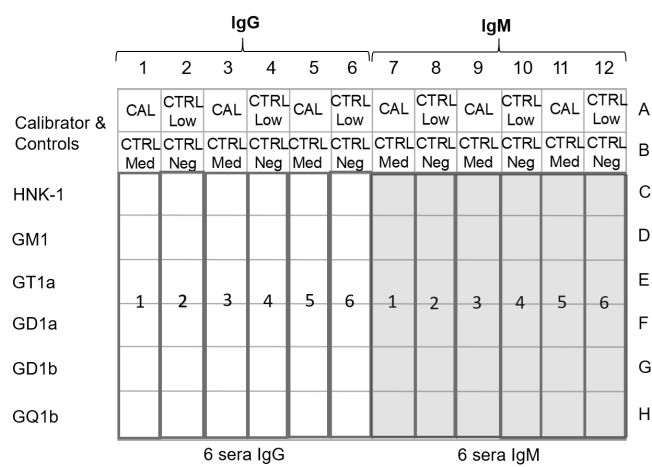 IgG IgM
1 2 3 4 5 6 7 8 9 10 11 12
CAL CTRL Low CAL CTRL Low CAL CTRL Low CAL CTRL Low CAL CTRL Low CAL CTRL Low A
Calibrator & Controls
CTRL Med CTRL Neg CTRL Med CTRL Neg CTRL Med CTRL Neg CTRL Med CTRL Neg CTRL Med CTRL Neg CTRL Med CTRL Neg B
HNK-1 C
GM1 D
GT1a E
1 2 3 4 5 6 1 2 3 4 5 6
GD1a F
GD1b G
GQ1b H
6 sera IgG 6 sera IgM